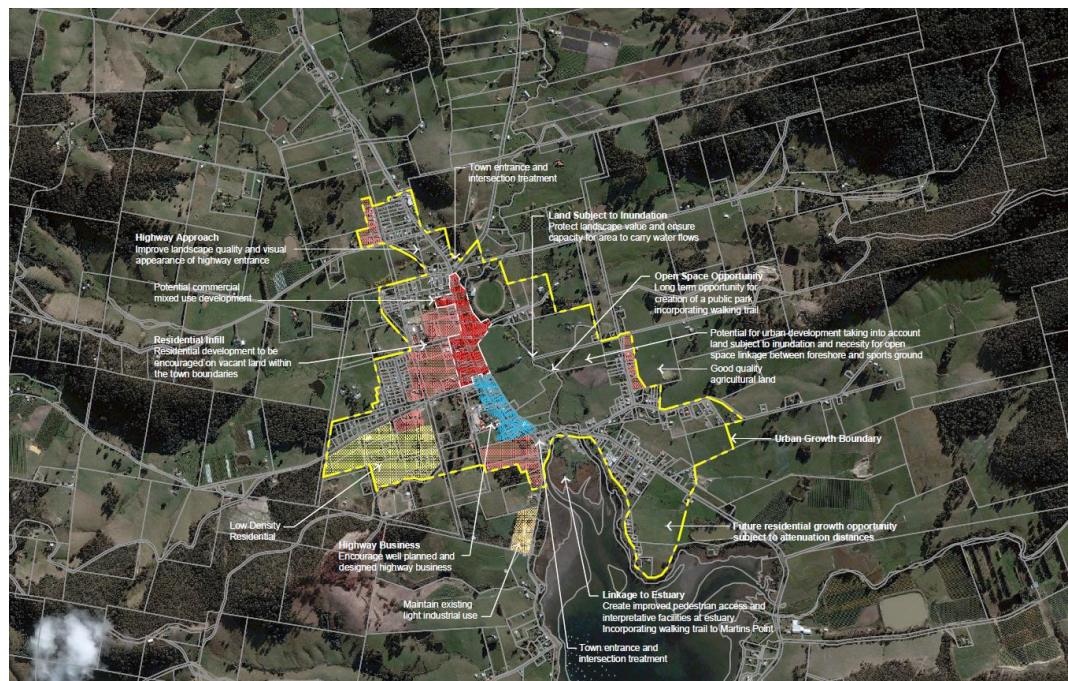 Town entrance and
intersection treatment
Land Subject to Inundation
Protect landscape value and ensure
capacity for area to carry water flows
Highway Approach
Improve landscape quality and visual
appearance of highway entrance
Open Space Opportunity
Long term opportunity for
creation of a public park
incorporating walking trail
Potential commercial
mixed use development
Residential Infill
Residential development to be
encouraged on vacant land within
the town boundaries
Potential for urban development taking into account
land subject to inundation and necesity for open
space linkage between foreshore and sports ground
Good quality
agricultural land
Urban Growth Boundary
Low Density
Residential
Highway Business
Encourage well planned and
designed highway business
Future residential growth opportunity
subject to attenuation distances
Maintain existing
light industrial use
Linkage to Estuary
Create improved pedestrian access and
interpretative facilities at estuary.
Incorporating walking trail to Martins Point
Town entrance and
intersection treatment